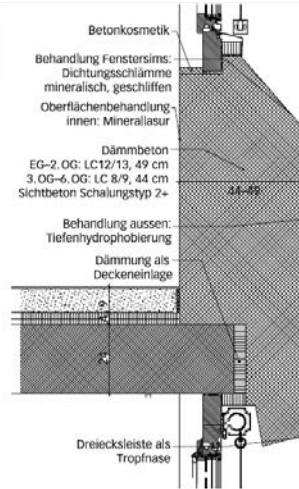 Betonkosmetik
Behandlung Fenstersims:
Dichtungsschlämme
mineralisch, geschliffen
Oberflächenbehandlung
innen: Minerallasur
Dämmbeton
EG–2. OG: LC12/13, 49 cm
3.OG–6.OG: LC 8/9, 44 cm
Sichtbeton Schalungstyp 2+
44–49
Behandlung aussen:
Tiefenhydrophobierung
Dämmung als
Deckeneinlage
Dreiecksleiste als
Tropfnase